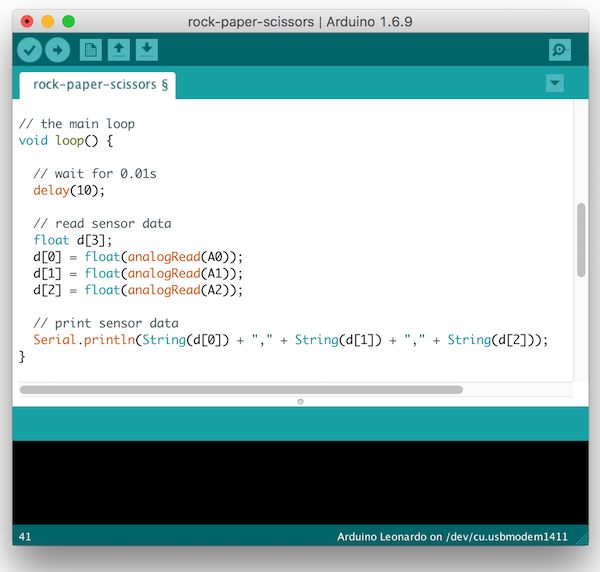 rock-paper-scissors | Arduino 1.6.9
rock-paper-scissors §
// the main loop
void loop() {
// wait for 0.01s
delay(10);
// read sensor data
float d[3];
d[0] = float(analogRead(A0));
d[1] = float(analogRead(A1));
d[2] = float(analogRead(A2));
// print sensor data
Serial.println(String(d[0]) + "," + String(d[1]) + "," + String(d[2]));
}
41
Arduino Leonardo on /dev/cu.usbmodem1411